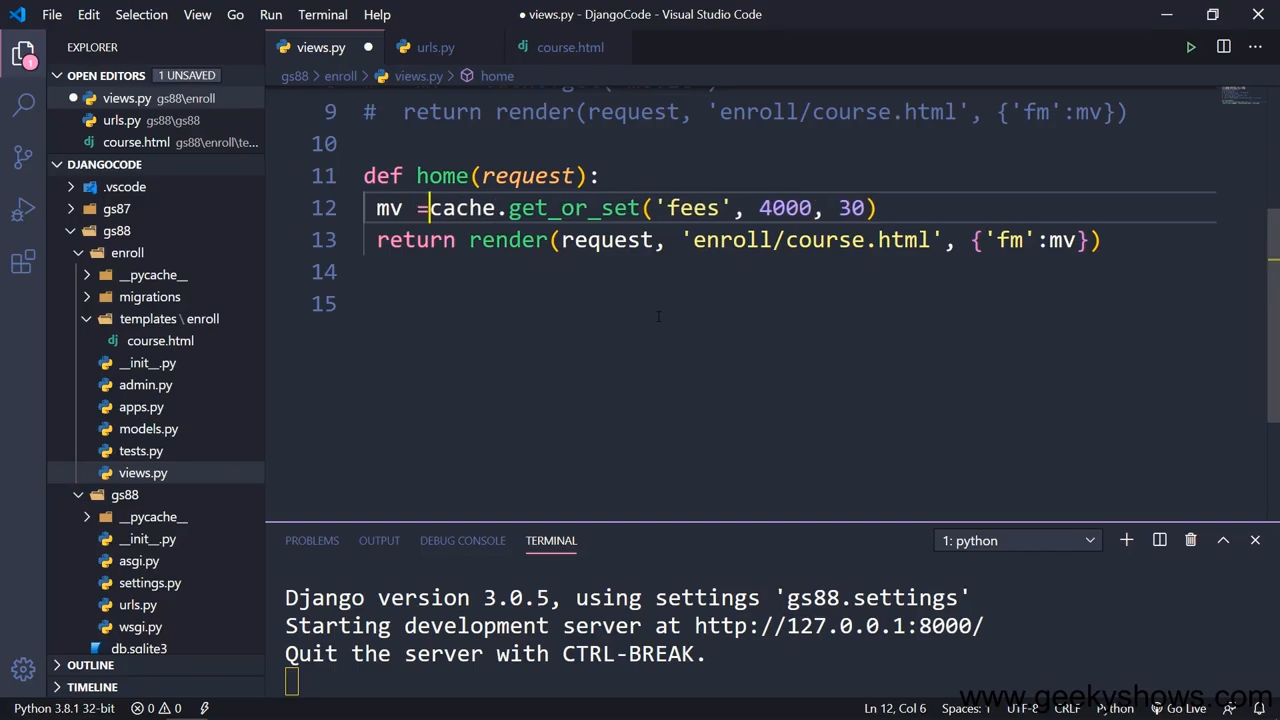 File Edit Selection View Go Run Terminal Help
● views.py - DjangoCode - Visual Studio Code
EXPLORER
views.py urls.py course.html
OPEN EDITORS 1 UNSAVED
views.py gs88\enroll
urls.py gs88\gs88
course.html gs88\enroll\te...
DJANGOCODE
.vscode
gs87
gs88
enroll
__pycache__
migrations
templates \ enroll
course.html
__init__.py
admin.py
apps.py
models.py
tests.py
views.py
gs88
__pycache__
__init__.py
asgi.py
settings.py
urls.py
wsgi.py
db.sqlite3
OUTLINE
TIMELINE
gs88 › enroll › views.py › home
9 #  return render(request, 'enroll/course.html', {'fm':mv})
10
11 def home(request):
12  mv =cache.get_or_set('fees', 4000, 30)
13  return render(request, 'enroll/course.html', {'fm':mv})
14
15
PROBLEMS OUTPUT DEBUG CONSOLE TERMINAL
1: python
Django version 3.0.5, using settings 'gs88.settings'
Starting development server at http://127.0.0.1:8000/
Quit the server with CTRL-BREAK.
www.geekyshows.com
Python 3.8.1 32-bit 0 0 Ln 12, Col 6 Spaces: 1 UTF-8 CRLF Python Go Live